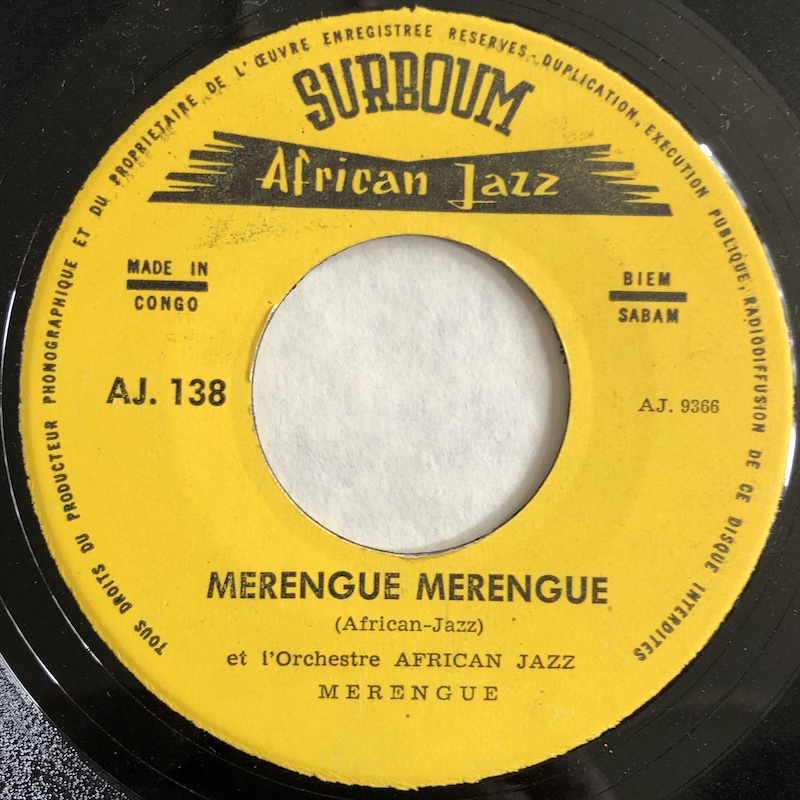 TOUS DROITS DU PRODUCTEUR PHONOGRAPHIQUE ET DU PROPRIETAIRE DE L'ŒUVRE ENREGISTREE RESERVES. DUPLICATION, EXECUTION PUBLIQUE, RADIODIFFUSION DE CE DISQUE INTERDITES
SURBOUM
African Jazz
MADE IN
CONGO
BIEM
SABAM
AJ. 138
AJ. 9366
MERENGUE MERENGUE
(African-Jazz)
et l'Orchestre AFRICAN JAZZ
MERENGUE